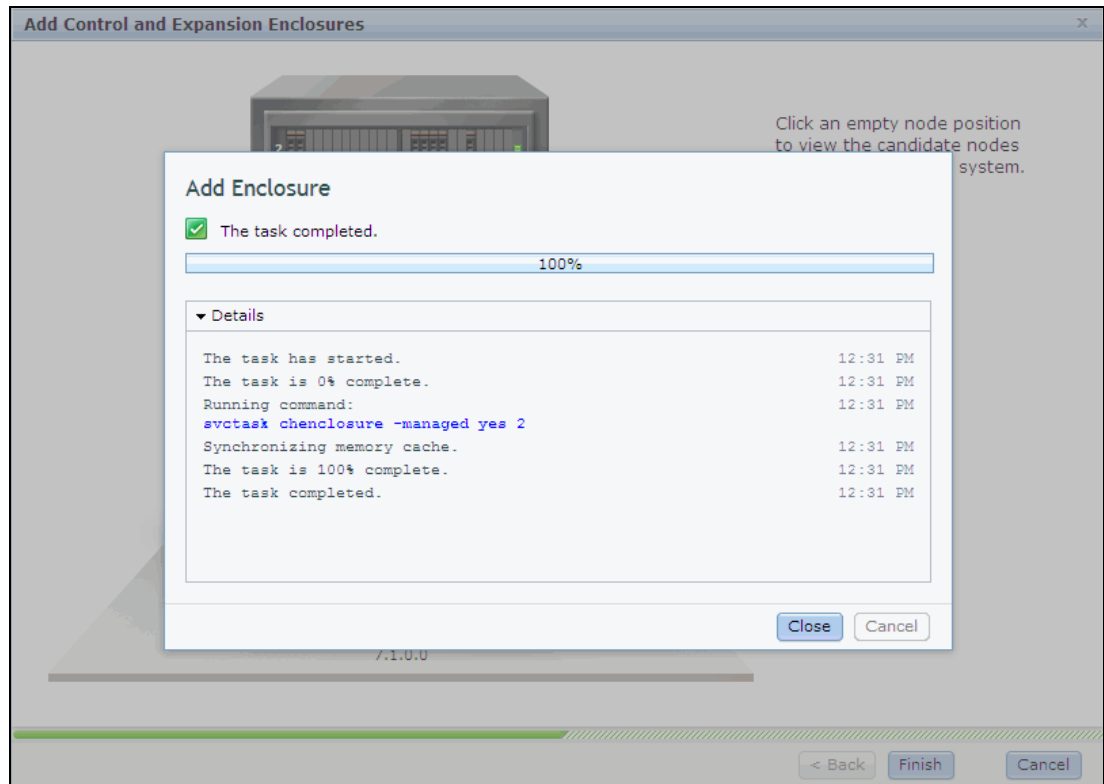 Add Control and Expansion Enclosures
x
Click an empty node position
to view the candidate nodes
system.
2
Add Enclosure
The task completed.
100%
Details
The task has started. 12:31 PM
The task is 0% complete. 12:31 PM
Running command: 12:31 PM
svctask chenclosure -managed yes 2
Synchronizing memory cache. 12:31 PM
The task is 100% complete. 12:31 PM
The task completed. 12:31 PM
Close Cancel
7.1.0.0
< Back Finish Cancel